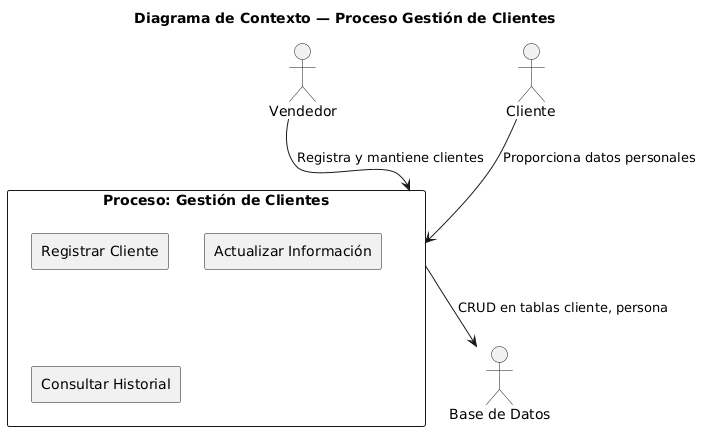 Diagrama de Contexto — Proceso Gestión de Clientes
Vendedor
Cliente
Registra y mantiene clientes
Proporciona datos personales
Proceso: Gestión de Clientes
Registrar Cliente
Actualizar Información
CRUD en tablas cliente, persona
Consultar Historial
Base de Datos